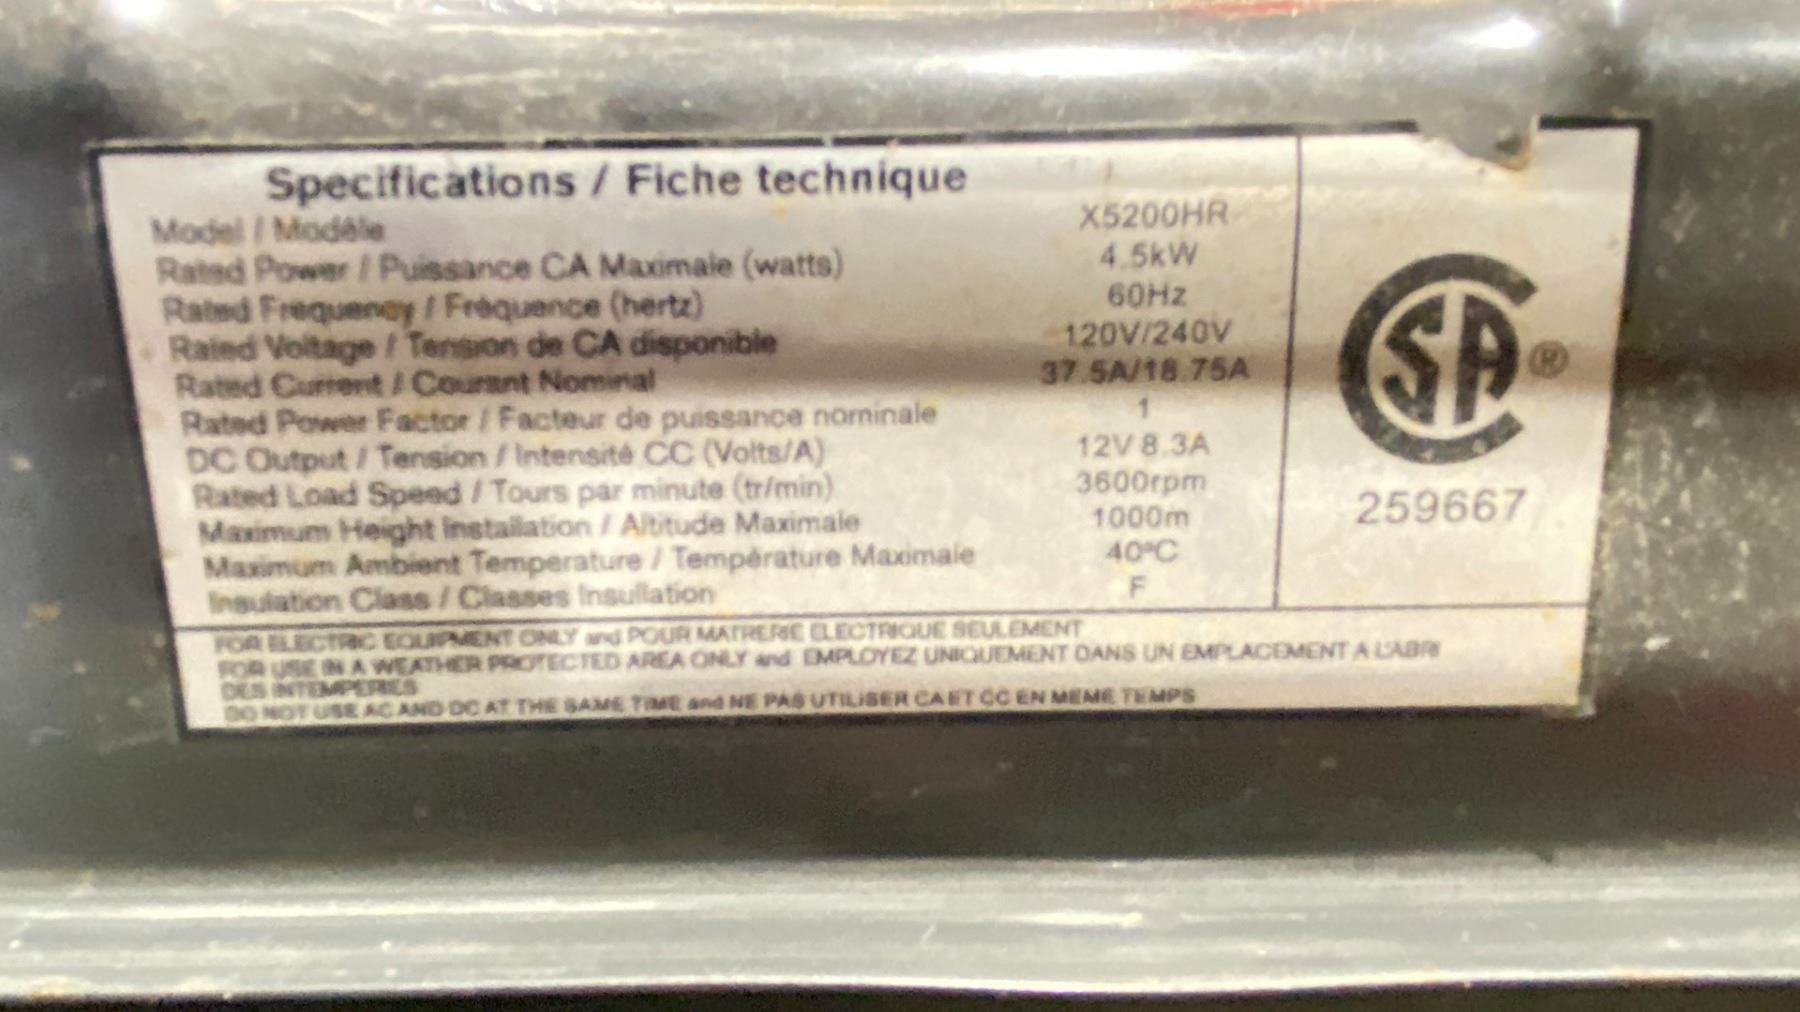 Specifications / Fiche technique
Model / Modèle X5200HR
Rated Power / Puissance CA Maximale (watts) 4.5kW
Rated Frequency / Fréquence (hertz) 60Hz
Rated Voltage / Tension de CA disponible 120V/240V
Rated Current / Courant Nominal 37.5A/18.75A
Rated Power Factor / Facteur de puissance nominale 1
DC Output / Tension / Intensité CC (Volts/A) 12V 8.3A
Rated Load Speed / Tours par minute (tr/min) 3600rpm
Maximum Height Installation / Altitude Maximale 1000m
Maximum Ambient Temperature / Température Maximale 40ºC
Insulation Class / Classes Insullation F
CSA ®
259667
FOR ELECTRIC EQUIPMENT ONLY and POUR MATRERIE ELECTRIQUE SEULEMENT
FOR USE IN A WEATHER PROTECTED AREA ONLY and EMPLOYEZ UNIQUEMENT DANS UN EMPLACEMENT A L'ABRI
DES INTEMPERIES
DO NOT USE AC AND DC AT THE SAME TIME and NE PAS UTILISER CA ET CC EN MEME TEMPS